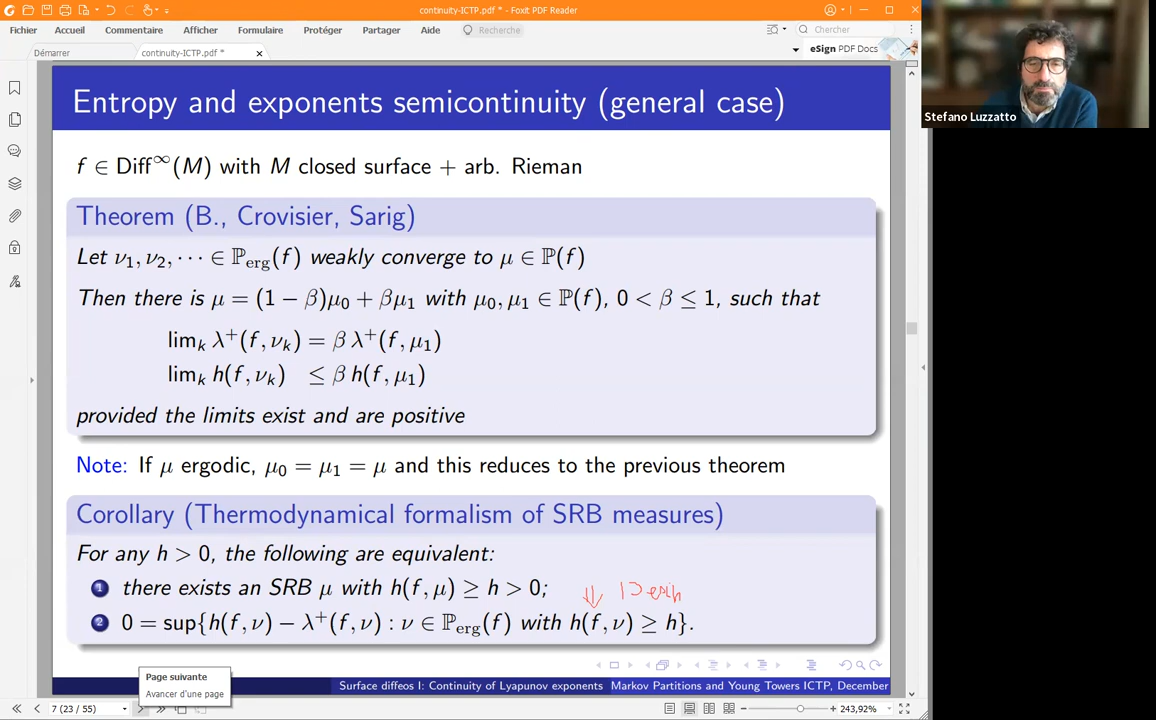 continuity-ICTP.pdf * - Foxit PDF Reader
Fichier Accueil Commentaire Afficher Formulaire Protéger Partager Aide Recherche Chercher
Démarrer continuity-ICTP.pdf * eSign PDF Docs
Stefano Luzzatto
Entropy and exponents semicontinuity (general case)
f ∈ Diff^∞(M) with M closed surface + arb. Rieman
Theorem (B., Crovisier, Sarig)
Let ν₁, ν₂, ⋯ ∈ ℙ_erg(f) weakly converge to μ ∈ ℙ(f)
Then there is μ = (1 − β)μ₀ + βμ₁ with μ₀, μ₁ ∈ ℙ(f), 0 < β ≤ 1, such that
lim_k λ⁺(f, ν_k) = β λ⁺(f, μ₁)
lim_k h(f, ν_k) ≤ β h(f, μ₁)
provided the limits exist and are positive
Note: If μ ergodic, μ₀ = μ₁ = μ and this reduces to the previous theorem
Corollary (Thermodynamical formalism of SRB measures)
For any h > 0, the following are equivalent:
1 there exists an SRB μ with h(f, μ) ≥ h > 0;
2 0 = sup{h(f, ν) − λ⁺(f, ν) : ν ∈ ℙ_erg(f) with h(f, ν) ≥ h}.
Page suivante
Avancer d'une page
Surface diffeos I: Continuity of Lyapunov exponents Markov Partitions and Young Towers ICTP, December
7 (23 / 55) 243,92%